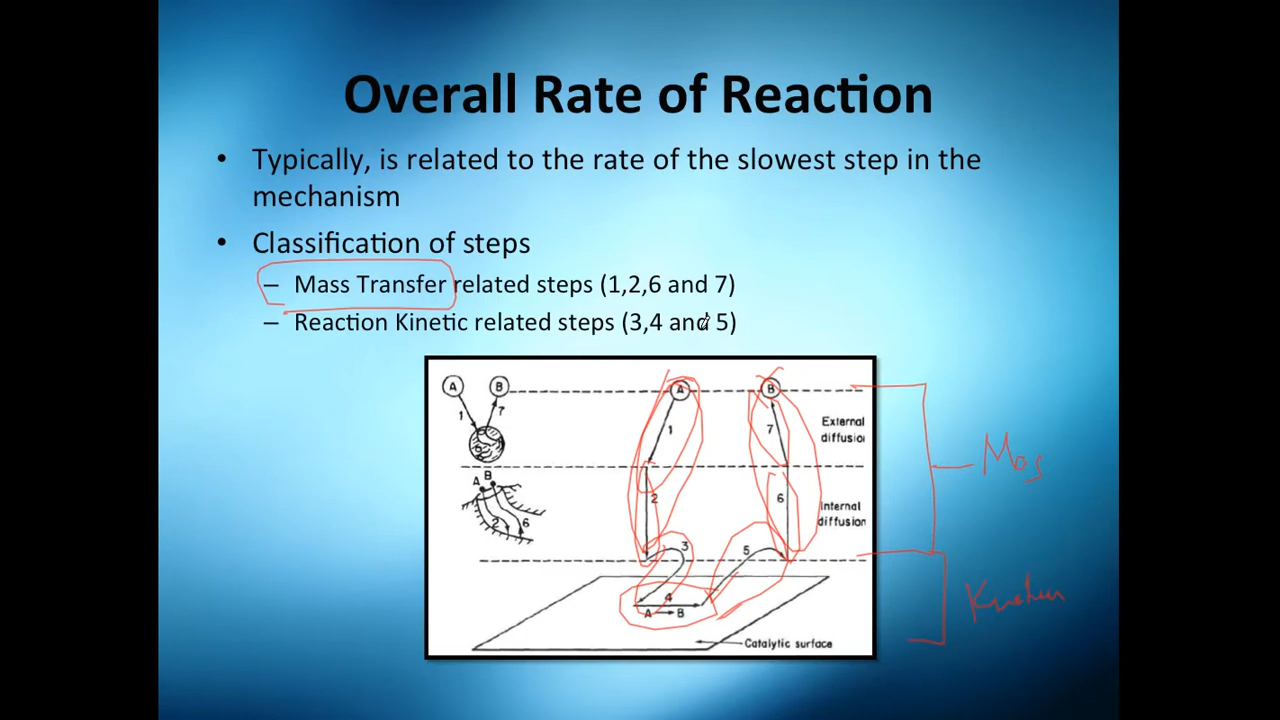 Overall Rate of Reaction
• Typically, is related to the rate of the slowest step in the
mechanism
• Classification of steps
– Mass Transfer related steps (1,2,6 and 7)
– Reaction Kinetic related steps (3,4 and 5)
A B A B
1 7 1 7 External
diffusion
A B
2 6 2 6 Internal
diffusion
3 5
4
A → B
Catalytic surface